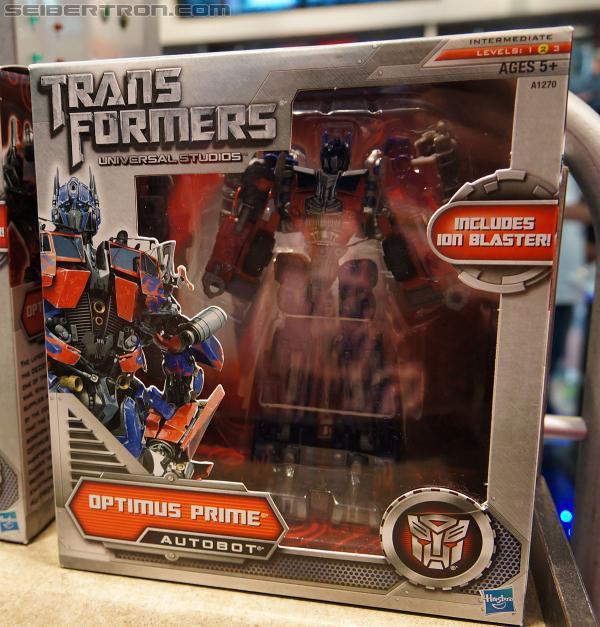 SEIBERTRON.COM
INTERMEDIATE
LEVELS: 1 2 3
AGES 5+
A1270
TRANS
FORMERS
UNIVERSAL STUDIOS
INCLUDES
ION BLASTER!
OPTIMUS PRIME
AUTOBOT
Hasbro